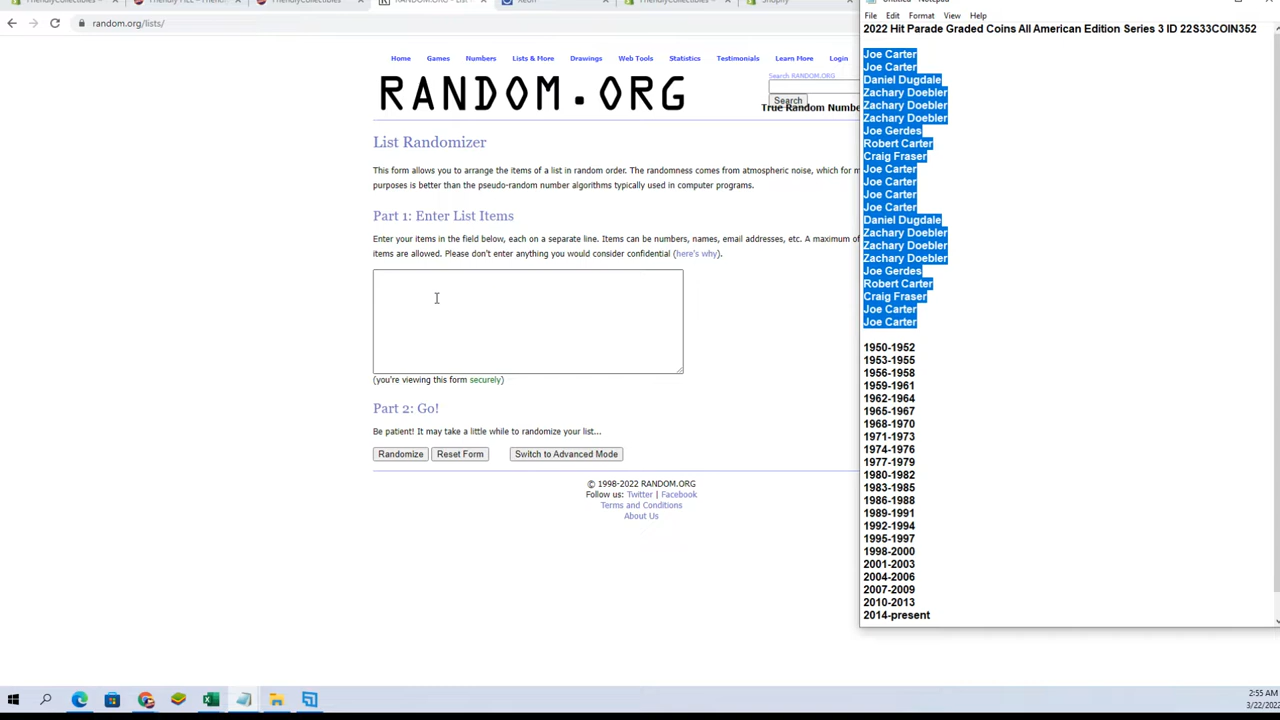 random.org/lists/
Home Games Numbers Lists & More Drawings Web Tools Statistics Testimonials Learn More Login
RANDOM.ORG
Search RANDOM.ORG
Search
True Random Numbe
List Randomizer
This form allows you to arrange the items of a list in random order. The randomness comes from atmospheric noise, which for m
purposes is better than the pseudo-random number algorithms typically used in computer programs.
Part 1: Enter List Items
Enter your items in the field below, each on a separate line. Items can be numbers, names, email addresses, etc. A maximum of
items are allowed. Please don't enter anything you would consider confidential (here's why).
(you're viewing this form securely)
Part 2: Go!
Be patient! It may take a little while to randomize your list...
Randomize Reset Form Switch to Advanced Mode
© 1998-2022 RANDOM.ORG
Follow us: Twitter | Facebook
Terms and Conditions
About Us
File Edit Format View Help
2022 Hit Parade Graded Coins All American Edition Series 3 ID 22S33COIN352
Joe Carter
Joe Carter
Daniel Dugdale
Zachary Doebler
Zachary Doebler
Zachary Doebler
Joe Gerdes
Robert Carter
Craig Fraser
Joe Carter
Joe Carter
Joe Carter
Joe Carter
Daniel Dugdale
Zachary Doebler
Zachary Doebler
Zachary Doebler
Joe Gerdes
Robert Carter
Craig Fraser
Joe Carter
Joe Carter
1950-1952
1953-1955
1956-1958
1959-1961
1962-1964
1965-1967
1968-1970
1971-1973
1974-1976
1977-1979
1980-1982
1983-1985
1986-1988
1989-1991
1992-1994
1995-1997
1998-2000
2001-2003
2004-2006
2007-2009
2010-2013
2014-present
2:55 AM
3/22/2022